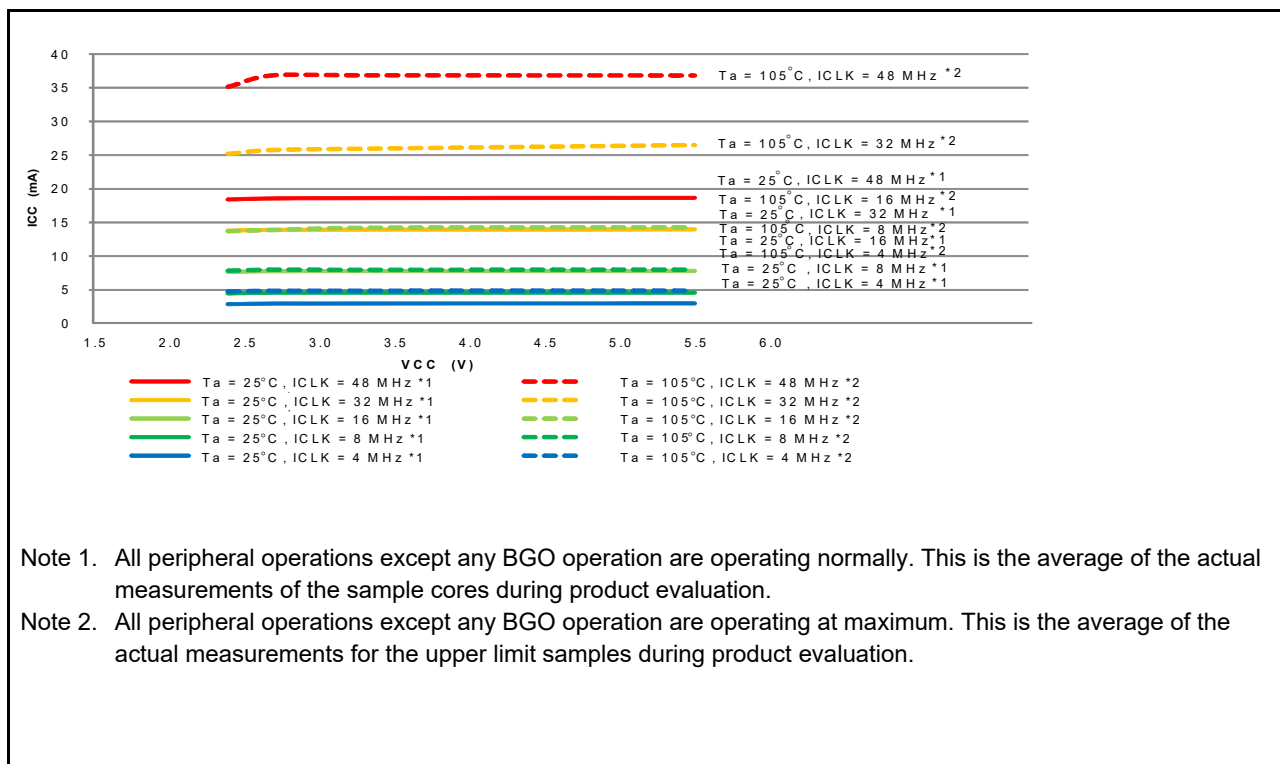 40
35
30
25
20
15
10
5
0
ICC (mA)
1.5 2.0 2.5 3.0 3.5 4.0 4.5 5.0 5.5 6.0
VCC (V)
Ta = 105°C, ICLK = 48 MHz *2
Ta = 105°C, ICLK = 32 MHz *2
Ta = 25°C, ICLK = 48 MHz *1
Ta = 105°C, ICLK = 16 MHz *2
Ta = 25°C, ICLK = 32 MHz *1
Ta = 105°C, ICLK = 8 MHz *2
Ta = 25°C, ICLK = 16 MHz *1
Ta = 105°C, ICLK = 4 MHz *2
Ta = 25°C, ICLK = 8 MHz *1
Ta = 25°C, ICLK = 4 MHz *1
Ta = 25°C, ICLK = 48 MHz *1 Ta = 105°C, ICLK = 48 MHz *2
Ta = 25°C, ICLK = 32 MHz *1 Ta = 105°C, ICLK = 32 MHz *2
Ta = 25°C, ICLK = 16 MHz *1 Ta = 105°C, ICLK = 16 MHz *2
Ta = 25°C, ICLK = 8 MHz *1 Ta = 105°C, ICLK = 8 MHz *2
Ta = 25°C, ICLK = 4 MHz *1 Ta = 105°C, ICLK = 4 MHz *2
Note 1. All peripheral operations except any BGO operation are operating normally. This is the average of the actual
measurements of the sample cores during product evaluation.
Note 2. All peripheral operations except any BGO operation are operating at maximum. This is the average of the
actual measurements for the upper limit samples during product evaluation.